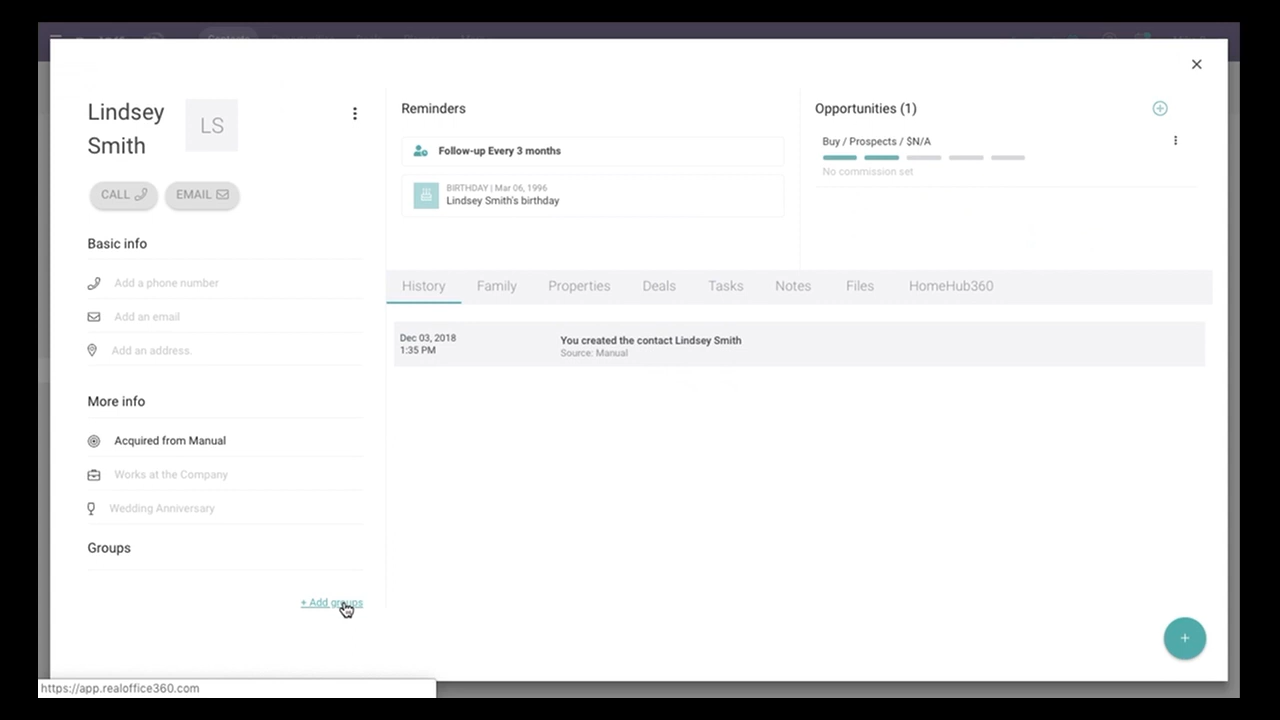 Lindsey
Smith
LS
CALL
EMAIL
Basic info
Add a phone number
Add an email
Add an address.
More info
Acquired from Manual
Works at the Company
Wedding Anniversary
Groups
+ Add groups
Reminders
Follow-up Every 3 months
BIRTHDAY | Mar 06, 1996
Lindsey Smith's birthday
Opportunities (1)
Buy / Prospects / $N/A
No commission set
History Family Properties Deals Tasks Notes Files HomeHub360
Dec 03, 2018
1:35 PM
You created the contact Lindsey Smith
Source: Manual
+
https://app.realoffice360.com